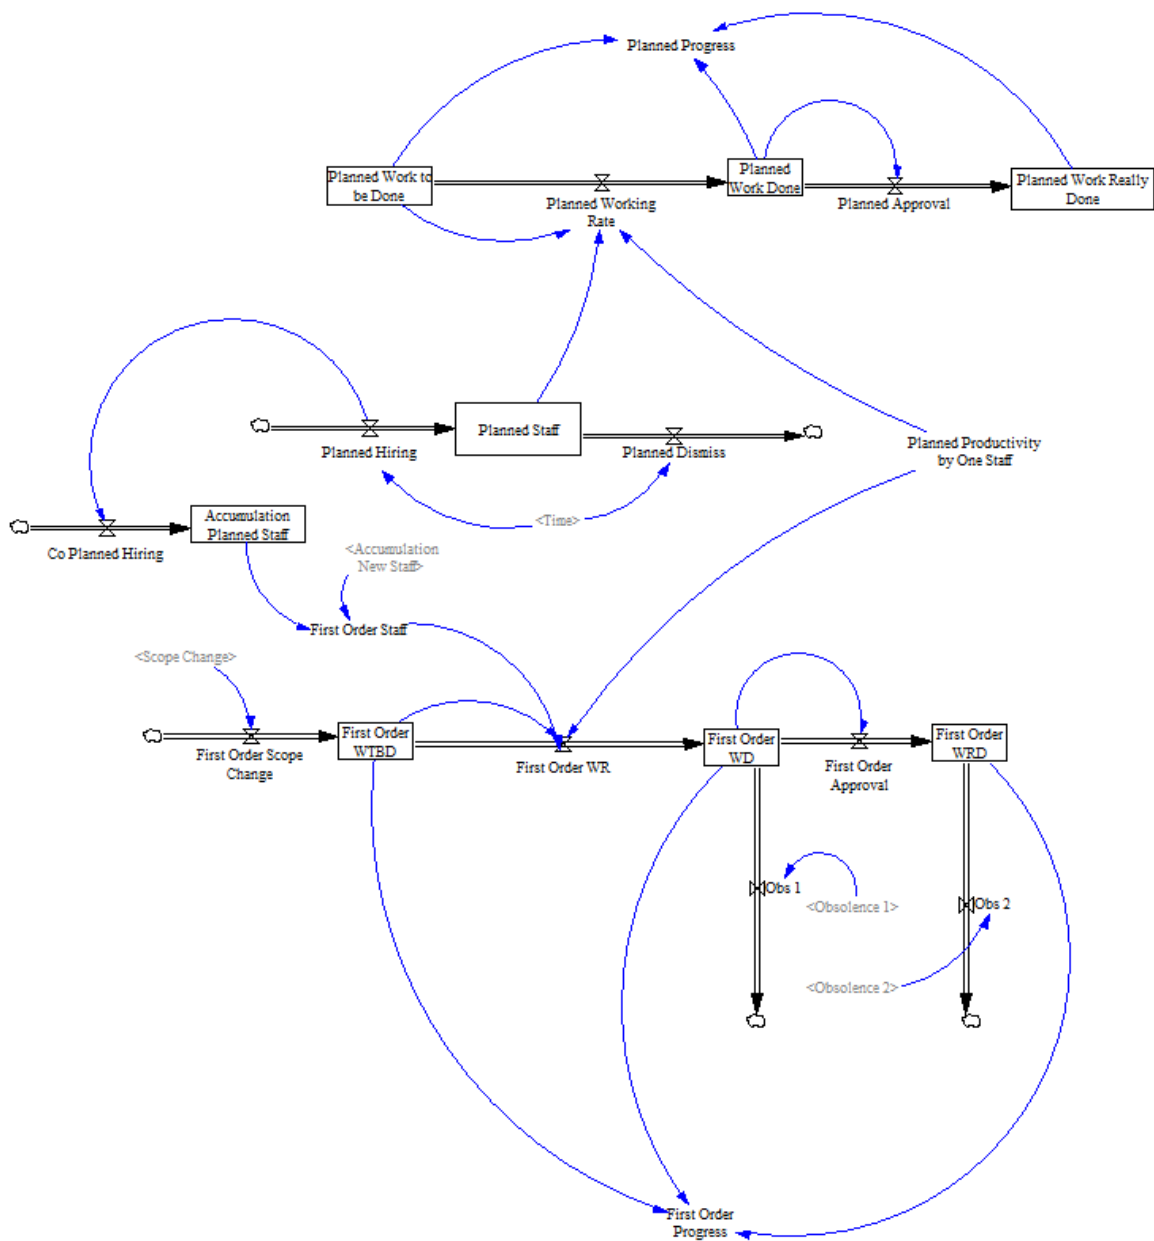 Planned Progress
Planned Work to
be Done
Planned
Work Done
Planned Work Really
Done
Planned Working
Rate
Planned Approval
Planned Staff
Planned Hiring
Planned Dismiss
Planned Productivity
by One Staff
<Time>
Accumulation
Planned Staff
Co Planned Hiring
<Accumulation
New Staff>
First Order Staff
<Scope Change>
First Order
WTBD
First Order
WD
First Order
WRD
First Order Scope
Change
First Order WR
First Order
Approval
Obs 1
<Obsolence 1>
Obs 2
<Obsolence 2>
First Order
Progress